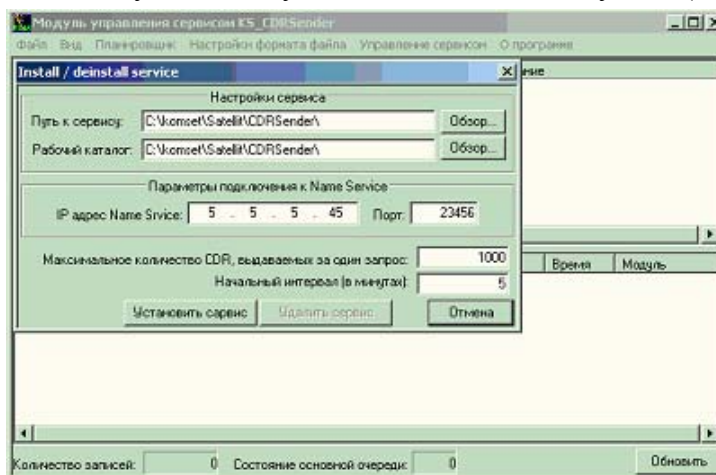 Модуль управления сервисом KS_CDRSender
Файл Вид Планировщик Настройки формата файла Управление сервисом О программе
Install / deinstall service
ние
Настройки сервиса
Путь к сервису: C:\komset\Satellit\CDRSender\ Обзор...
Рабочий каталог: C:\komset\Satellit\CDRSender\ Обзор...
Параметры подключения к Name Service
IP адрес Name Srvice: 5 . 5 . 5 . 45 Порт: 23456
Максимальное количество CDR, выдаваемых за один запрос: 1000
Время Модуль
Начальный интервал (в минутах): 5
Установить сарвис Удалить сервис Отмена
Количество записей: 0 Состояние основной очереди: 0 Обновить